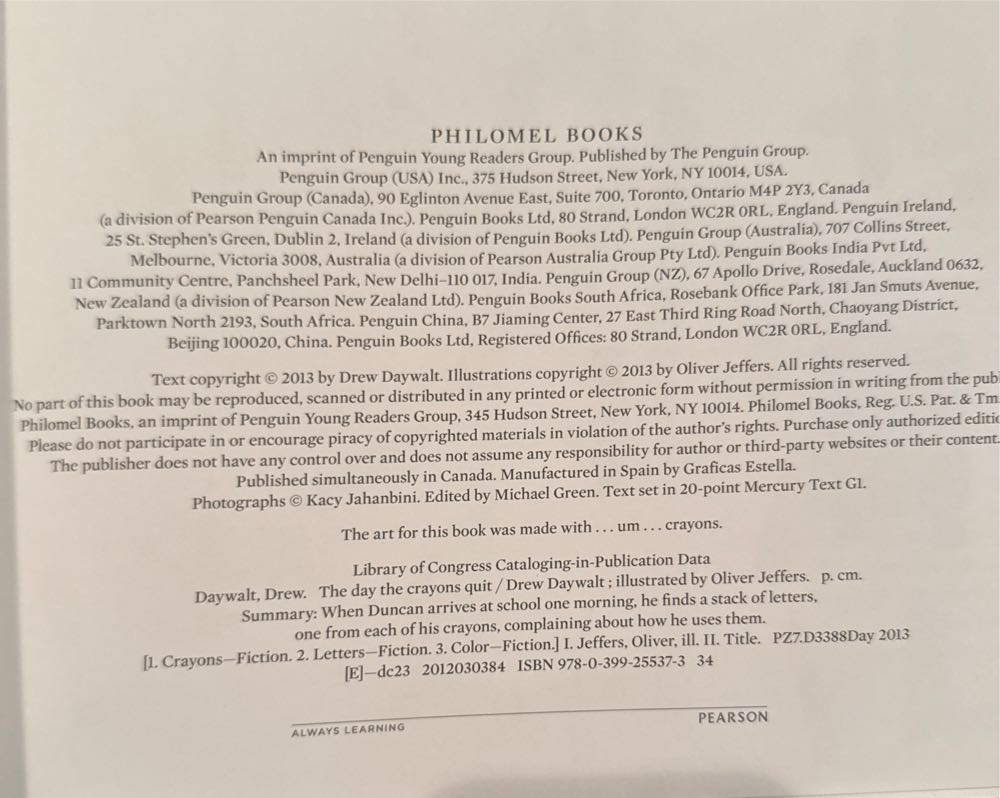 PHILOMEL BOOKS
An imprint of Penguin Young Readers Group. Published by The Penguin Group.
Penguin Group (USA) Inc., 375 Hudson Street, New York, NY 10014, USA.
Penguin Group (Canada), 90 Eglinton Avenue East, Suite 700, Toronto, Ontario M4P 2Y3, Canada
(a division of Pearson Penguin Canada Inc.). Penguin Books Ltd, 80 Strand, London WC2R 0RL, England. Penguin Ireland,
25 St. Stephen's Green, Dublin 2, Ireland (a division of Penguin Books Ltd). Penguin Group (Australia), 707 Collins Street,
Melbourne, Victoria 3008, Australia (a division of Pearson Australia Group Pty Ltd). Penguin Books India Pvt Ltd,
11 Community Centre, Panchsheel Park, New Delhi–110 017, India. Penguin Group (NZ), 67 Apollo Drive, Rosedale, Auckland 0632,
New Zealand (a division of Pearson New Zealand Ltd). Penguin Books South Africa, Rosebank Office Park, 181 Jan Smuts Avenue,
Parktown North 2193, South Africa. Penguin China, B7 Jiaming Center, 27 East Third Ring Road North, Chaoyang District,
Beijing 100020, China. Penguin Books Ltd, Registered Offices: 80 Strand, London WC2R 0RL, England.
Text copyright © 2013 by Drew Daywalt. Illustrations copyright © 2013 by Oliver Jeffers. All rights reserved.
No part of this book may be reproduced, scanned or distributed in any printed or electronic form without permission in writing from the publ
Philomel Books, an imprint of Penguin Young Readers Group, 345 Hudson Street, New York, NY 10014. Philomel Books, Reg. U.S. Pat. & Tm.
Please do not participate in or encourage piracy of copyrighted materials in violation of the author's rights. Purchase only authorized editio
The publisher does not have any control over and does not assume any responsibility for author or third-party websites or their content.
Published simultaneously in Canada. Manufactured in Spain by Graficas Estella.
Photographs © Kacy Jahanbini. Edited by Michael Green. Text set in 20-point Mercury Text G1.
The art for this book was made with . . . um . . . crayons.
Library of Congress Cataloging-in-Publication Data
Daywalt, Drew. The day the crayons quit / Drew Daywalt ; illustrated by Oliver Jeffers. p. cm.
Summary: When Duncan arrives at school one morning, he finds a stack of letters,
one from each of his crayons, complaining about how he uses them.
[1. Crayons—Fiction. 2. Letters—Fiction. 3. Color—Fiction.] I. Jeffers, Oliver, ill. II. Title. PZ7.D3388Day 2013
[E]—dc23 2012030384 ISBN 978-0-399-25537-3 34
ALWAYS LEARNING PEARSON